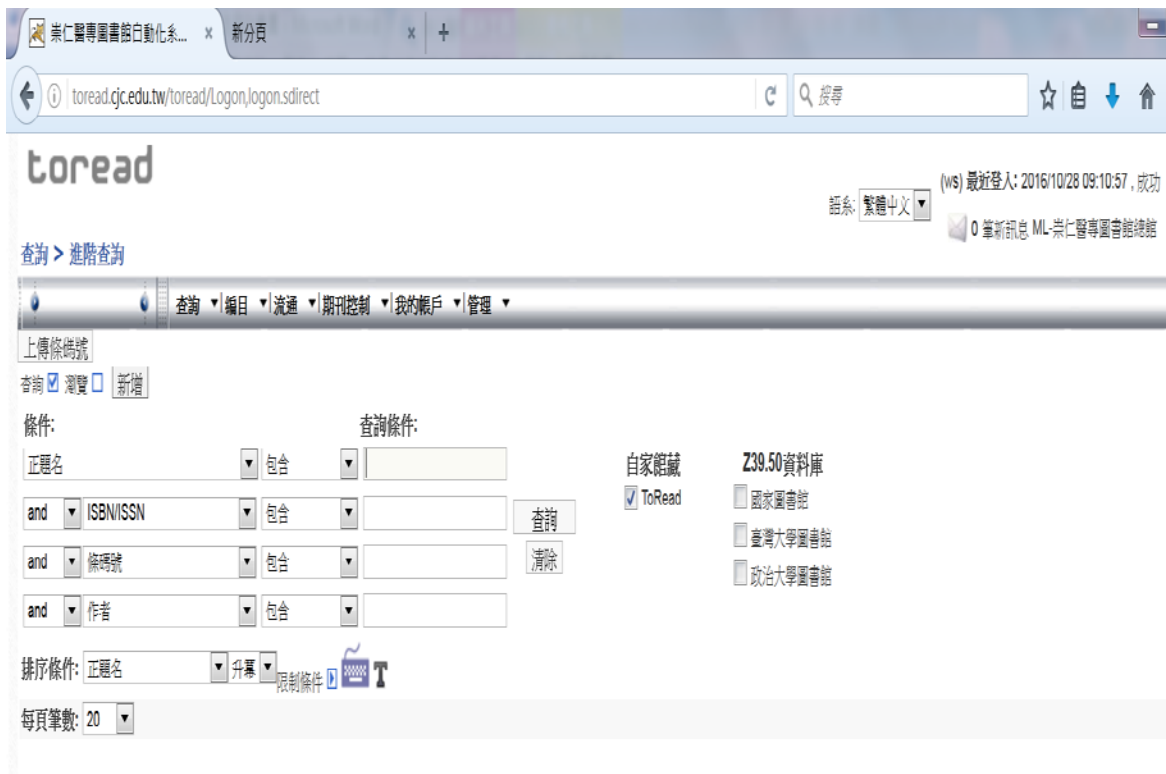 崇仁醫專圖書館自動化系... × 新分頁 × +
toread.cjc.edu.tw/toread/Logon,logon.sdirect 搜尋
toread
(ws) 最近登入: 2016/10/28 09:10:57 , 成功
語系: 繁體中文
0 筆新訊息 ML-崇仁醫專圖書館總館
查詢 > 進階查詢
查詢 編目 流通 期刊控制 我的帳戶 管理
上傳條碼號
查詢 瀏覽 新增
條件: 查詢條件:
正題名 包含 自家館藏 Z39.50資料庫
and ISBN/ISSN 包含 查詢 ToRead 國家圖書館
臺灣大學圖書館
and 條碼號 包含 清除 政治大學圖書館
and 作者 包含
排序條件: 正題名 升冪 限制條件 T
每頁筆數: 20